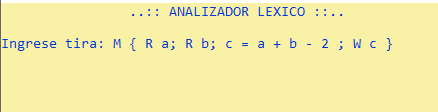 ..:: ANALIZADOR LEXICO ::..
Ingrese tira: M { R a; R b; c = a + b - 2 ; W c }